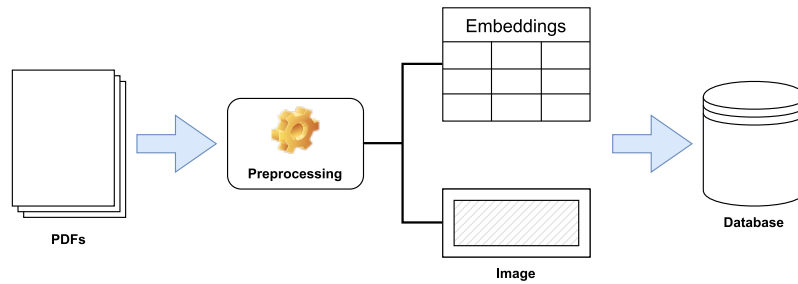 PDFs
Preprocessing
Embeddings
Image
Database